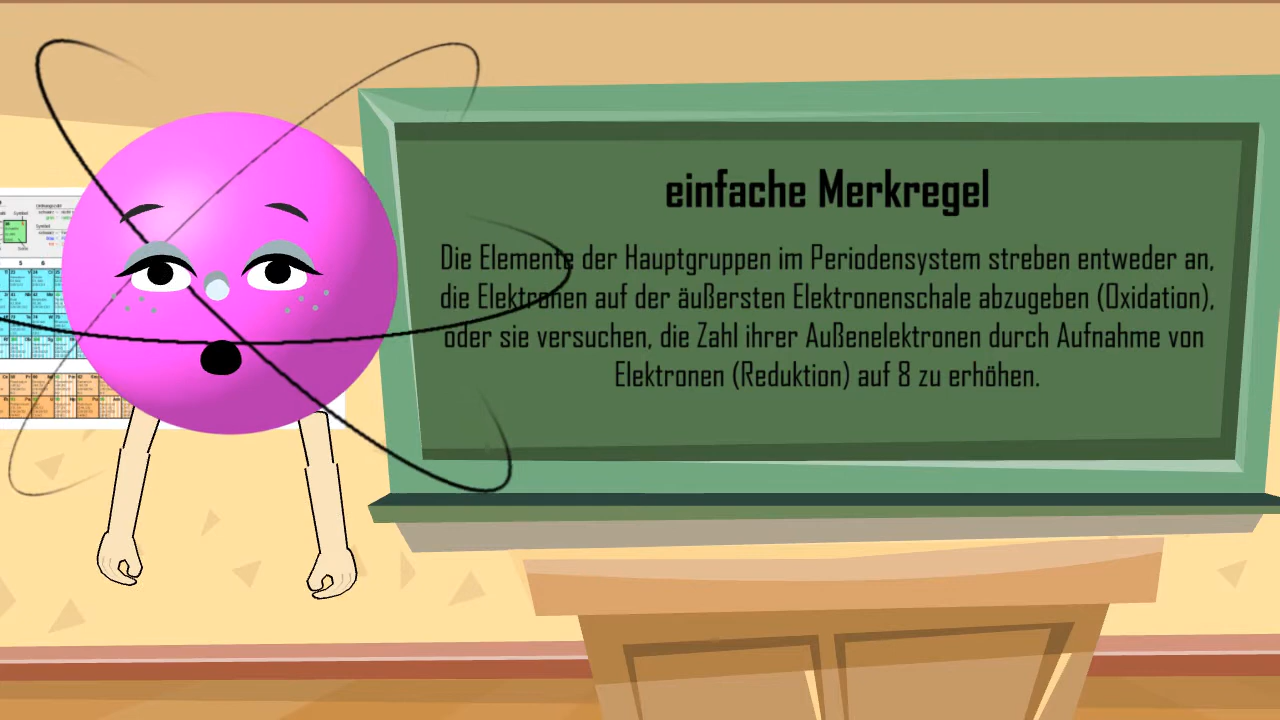 einfache Merkregel
Die Elemente der Hauptgruppen im Periodensystem streben entweder an,
die Elektronen auf der äußersten Elektronenschale abzugeben (Oxidation),
oder sie versuchen, die Zahl ihrer Außenelektronen durch Aufnahme von
Elektronen (Reduktion) auf 8 zu erhöhen.